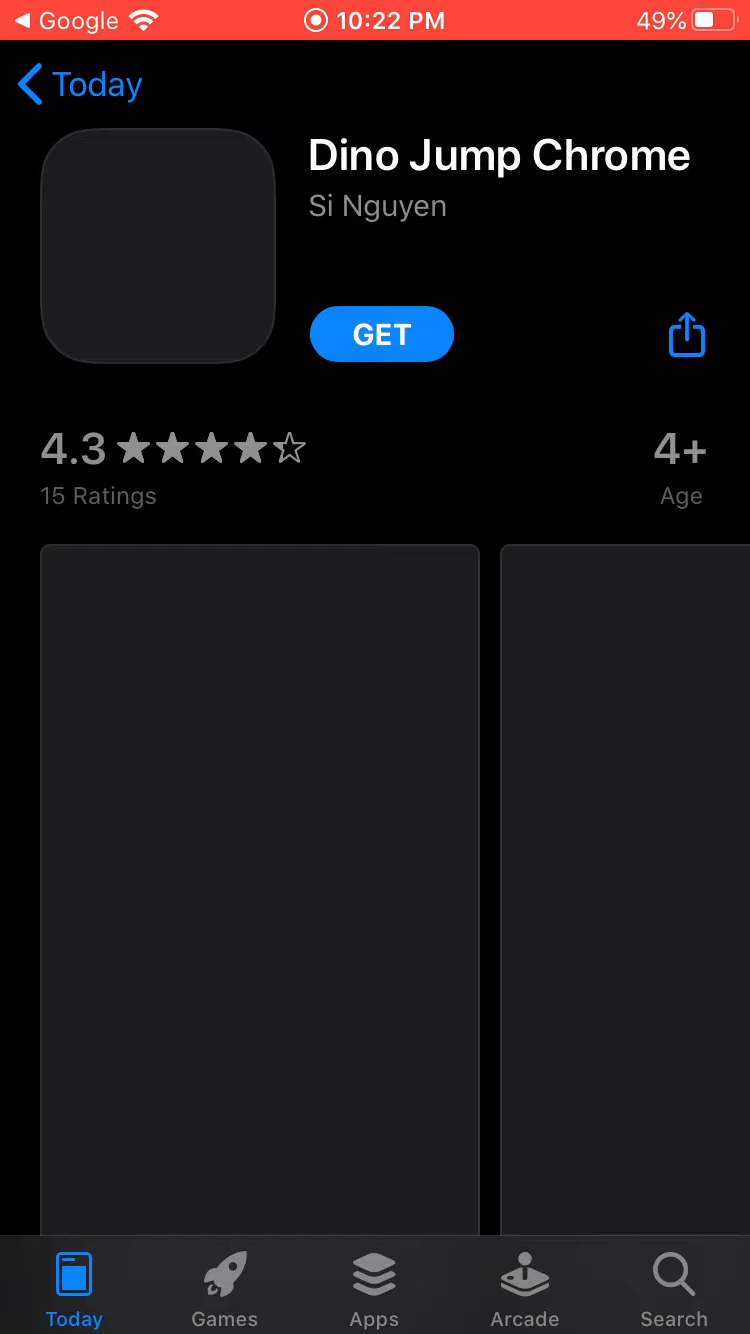 Google 10:22 PM 49%
Today
Dino Jump Chrome
Si Nguyen
GET
4.3 4+
15 Ratings Age
Today Games Apps Arcade Search